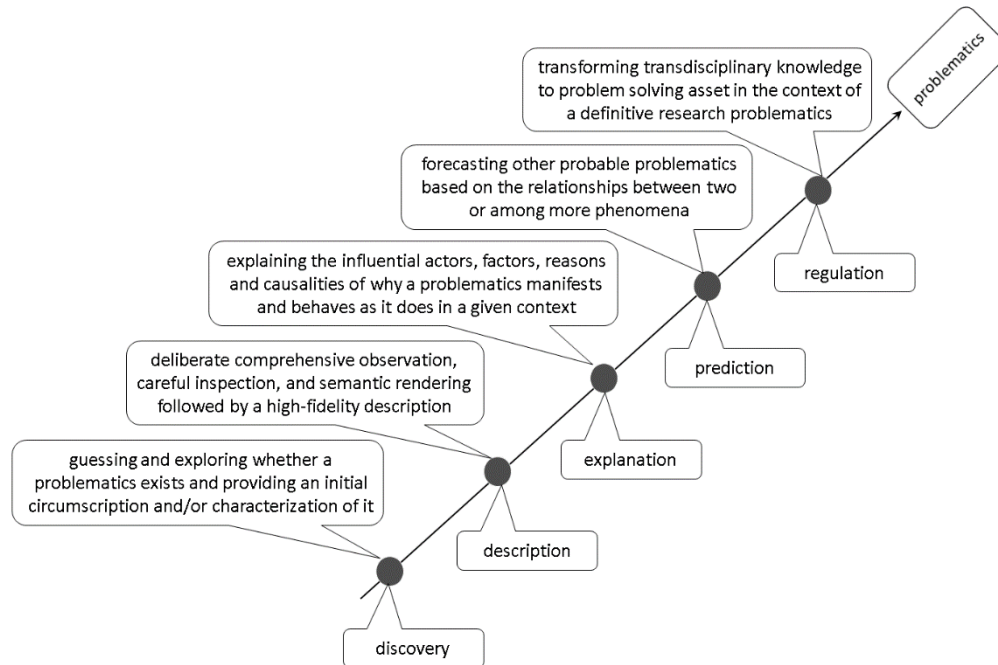 problematics
transforming transdisciplinary knowledge
to problem solving asset in the context of
a definitive research problematics
forecasting other probable problematics
based on the relationships between two
or among more phenomena
regulation
explaining the influential actors, factors, reasons
and causalities of why a problematics manifests
and behaves as it does in a given context
prediction
deliberate comprehensive observation,
careful inspection, and semantic rendering
followed by a high-fidelity description
explanation
guessing and exploring whether a
problematics exists and providing an initial
circumscription and/or characterization of it
description
discovery